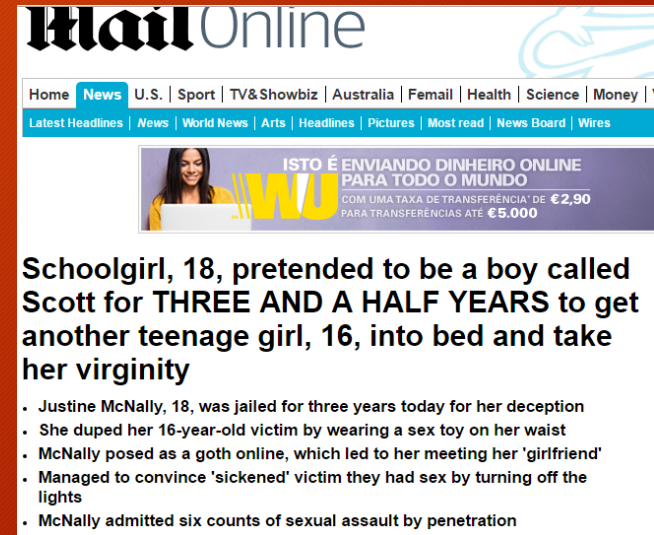 Mail Online
Home News U.S. Sport TV&Showbiz Australia Femail Health Science Money
Latest Headlines News World News Arts Headlines Pictures Most read News Board Wires
ISTO É ENVIANDO DINHEIRO ONLINE
PARA TODO O MUNDO
WU
COM UMA TAXA DE TRANSFERÊNCIA* DE €2,90
PARA TRANSFERÊNCIAS ATÉ €5.000
Schoolgirl, 18, pretended to be a boy called
Scott for THREE AND A HALF YEARS to get
another teenage girl, 16, into bed and take
her virginity
• Justine McNally, 18, was jailed for three years today for her deception
• She duped her 16-year-old victim by wearing a sex toy on her waist
• McNally posed as a goth online, which led to her meeting her 'girlfriend'
• Managed to convince 'sickened' victim they had sex by turning off the
lights
• McNally admitted six counts of sexual assault by penetration